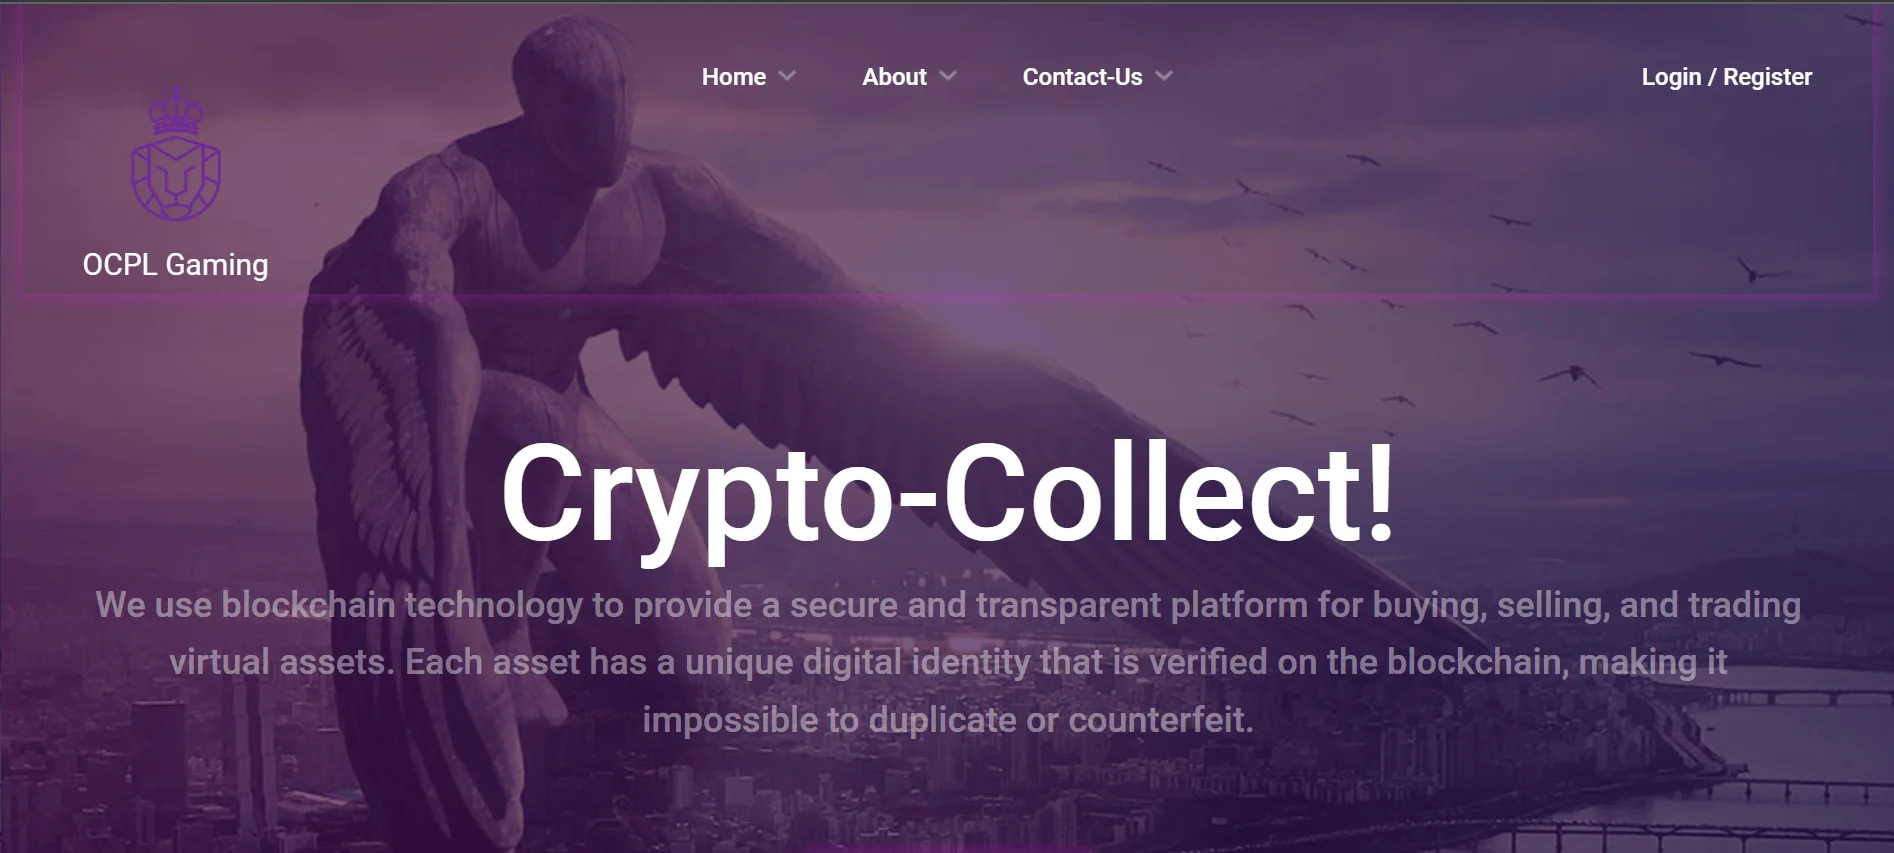 Home
About
Contact-Us
Login / Register
OCPL Gaming
Crypto-Collect!
We use blockchain technology to provide a secure and transparent platform for buying, selling, and trading
virtual assets. Each asset has a unique digital identity that is verified on the blockchain, making it
impossible to duplicate or counterfeit.